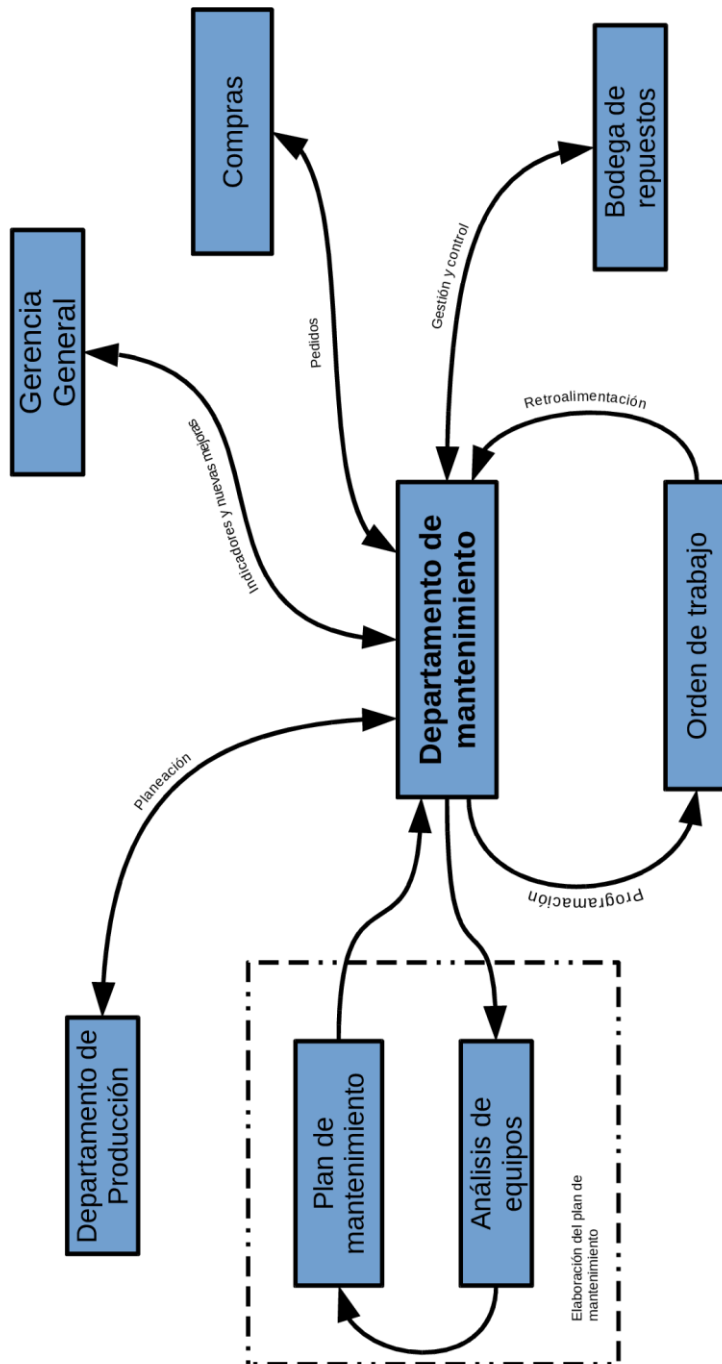 Departamento de
Producción
Planeación
Gerencia
General
Indicadores y nuevas mejoras
Compras
Pedidos
Plan de
mantenimiento
Análisis de
equipos
Elaboración del plan de
mantenimiento
Departamento de
mantenimiento
Gestión y control
Bodega de
repuestos
Programación
Retroalimentación
Orden de trabajo